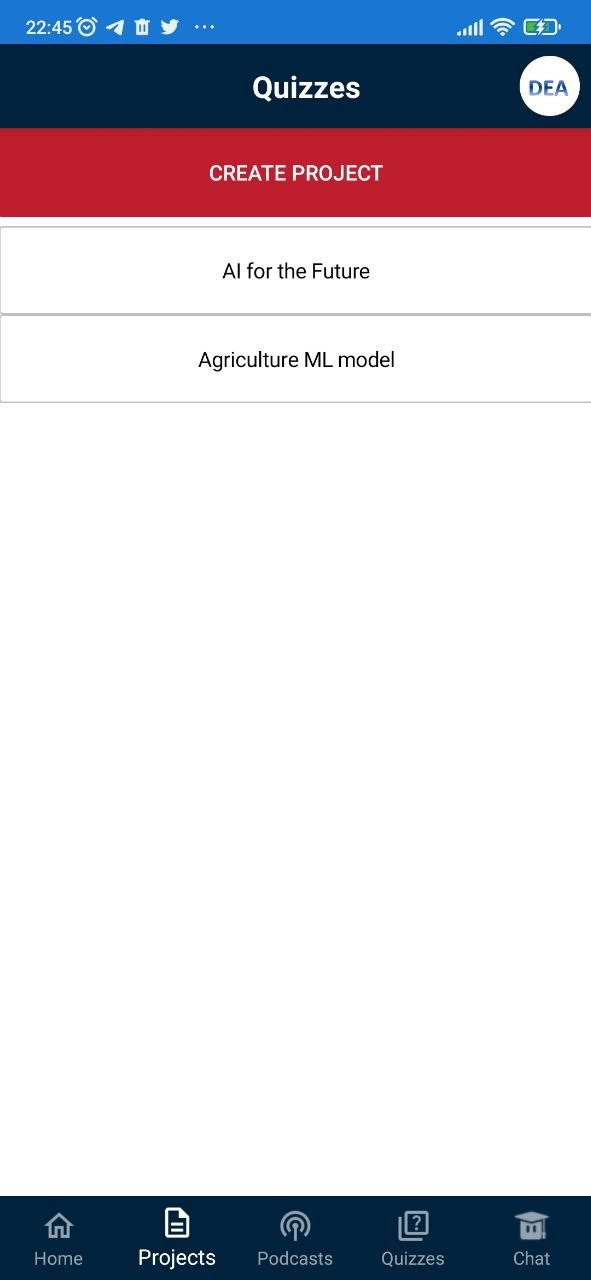 22:45
Quizzes
DEA
CREATE PROJECT
AI for the Future
Agriculture ML model
Home
Projects
Podcasts
Quizzes
Chat